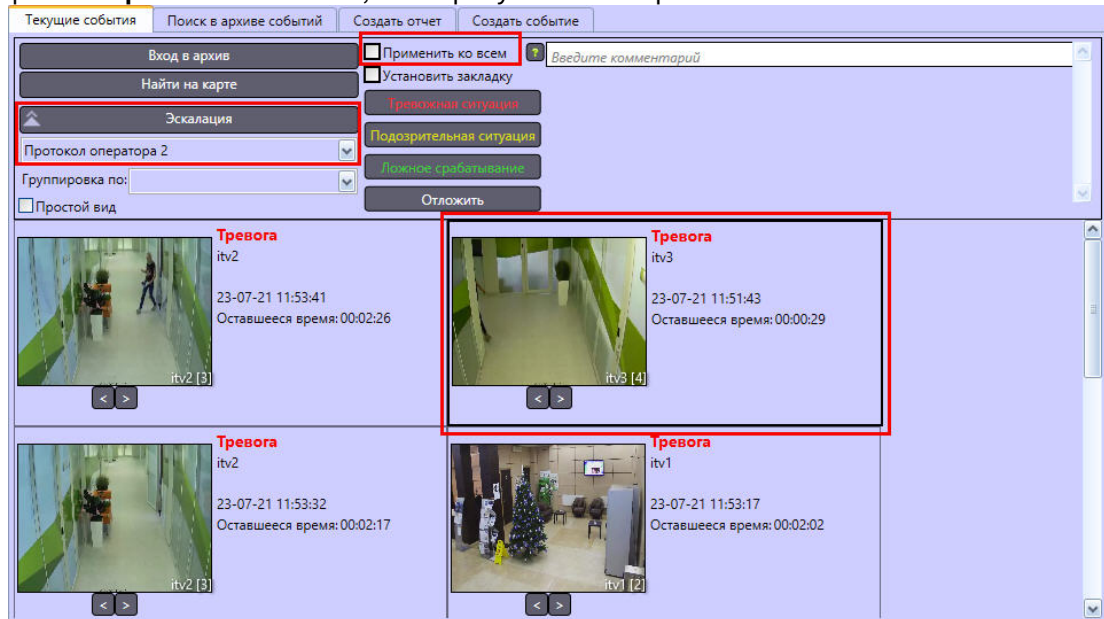 Текущие события
Поиск в архиве событий
Создать отчет
Создать событие
Вход в архив
Найти на карте
Эскалация
Протокол оператора 2
Группировка по:
Простой вид
Применить ко всем
?
Введите комментарий
Установить закладку
Тревожная ситуация
Подозрительная ситуация
Ложное срабатывание
Отложить
Тревога
itv2
23-07-21 11:53:41
Оставшееся время: 00:02:26
itv2 [3]
< >
Тревога
itv3
23-07-21 11:51:43
Оставшееся время: 00:00:29
itv3 [4]
< >
Тревога
itv2
23-07-21 11:53:32
Оставшееся время: 00:02:17
itv2 [3]
< >
Тревога
itv1
23-07-21 11:53:17
Оставшееся время: 00:02:02
itv1 [2]
< >